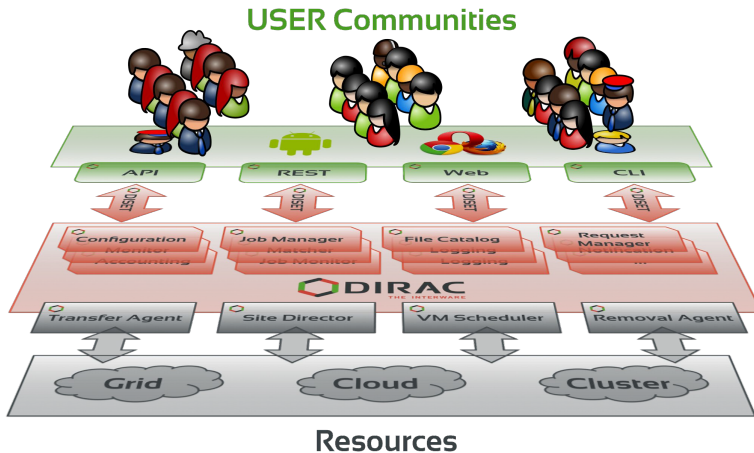 USER Communities
API
REST
Web
CLI
DISET
DISET
DISET
DISET
Configuration
Monitor
Accounting
Job Manager
Matcher
Job Monitor
File Catalog
Logging
Logging
Request
Manager
Notification
...
DIRAC
THE INTERWARE
Transfer Agent
Site Director
VM Scheduler
Removal Agent
Grid
Cloud
Cluster
Resources